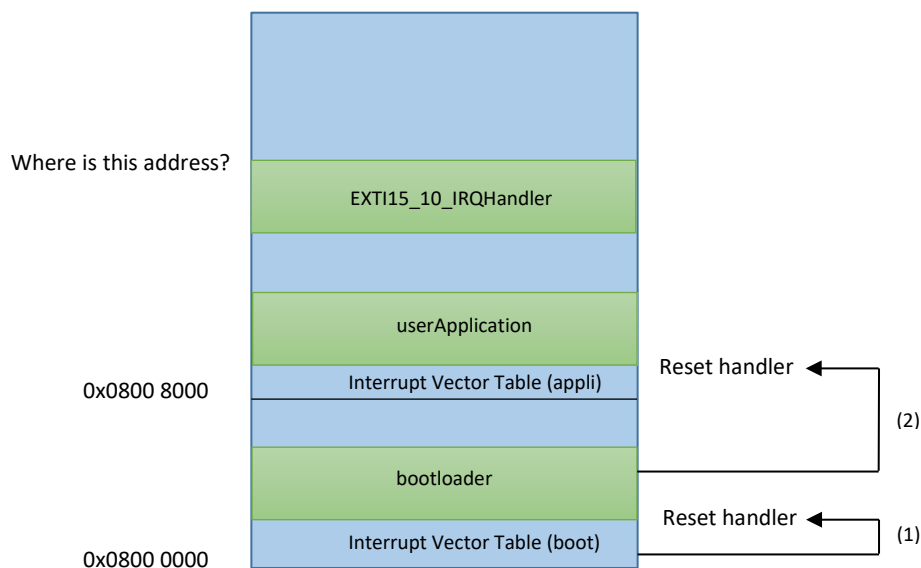 Where is this address?
EXTI15_10_IRQHandler
userApplication
Reset handler
Interrupt Vector Table (appli)
0x0800 8000
(2)
bootloader
Reset handler
(1)
Interrupt Vector Table (boot)
0x0800 0000